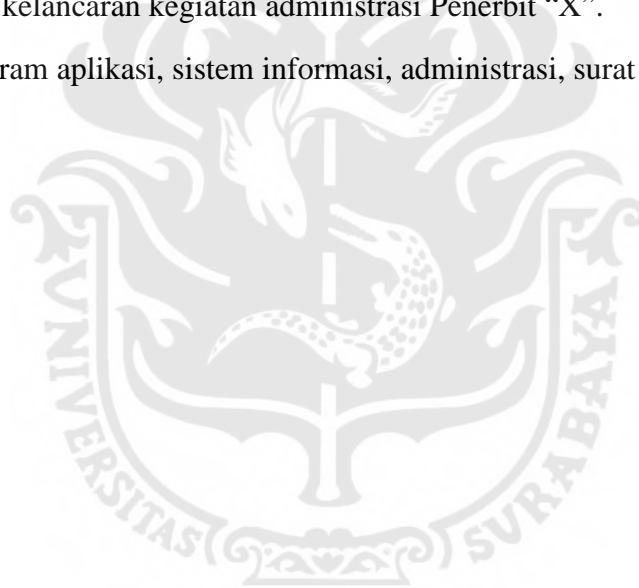 kelancaran kegiatan administrasi Penerbit “X”.
ram aplikasi, sistem informasi, administrasi, surat
UNIVERSITAS SURABAYA